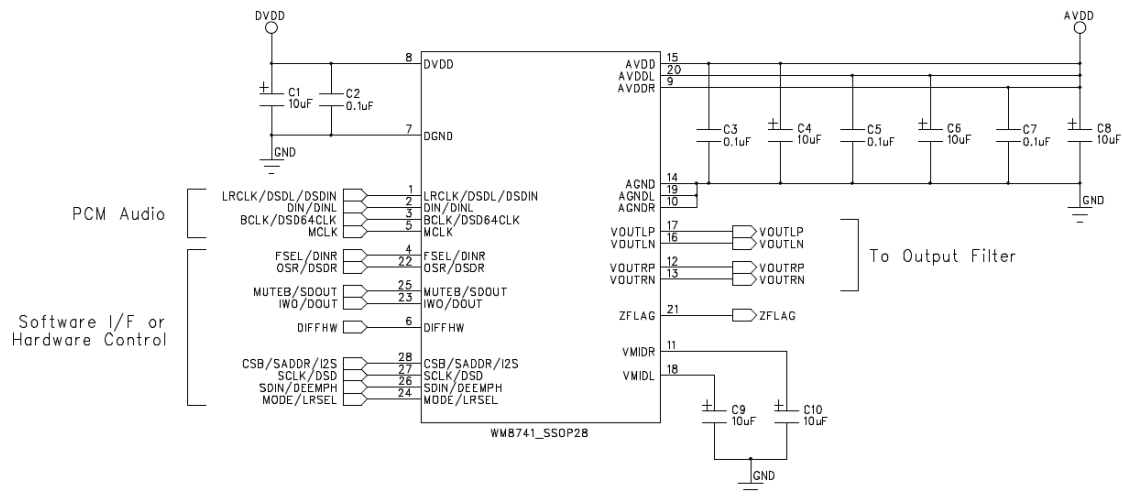 DVDD
AVDD
8
DVDD
C1
10uF
C2
0.1uF
7
DGND
GND
PCM Audio
LRCLK/DSDL/DSDIN
1
LRCLK/DSDL/DSDIN
DIN/DINL
2
DIN/DINL
BCLK/DSD64CLK
3
BCLK/DSD64CLK
MCLK
5
MCLK
Software I/F or
Hardware Control
FSEL/DINR
4
FSEL/DINR
OSR/DSDR
22
OSR/DSDR
MUTEB/SDOUT
25
MUTEB/SDOUT
IWO/DOUT
23
IWO/DOUT
DIFFHW
6
DIFFHW
CSB/SADDR/I2S
28
CSB/SADDR/I2S
SCLK/DSD
27
SCLK/DSD
SDIN/DEEMPH
26
SDIN/DEEMPH
MODE/LRSEL
24
MODE/LRSEL
WM8741_SSOP28
AVDD
15
AVDDL
20
AVDDR
9
C3
0.1uF
C4
10uF
C5
0.1uF
C6
10uF
C7
0.1uF
C8
10uF
AGND
14
AGNDL
19
AGNDR
10
GND
VOUTLP
17
VOUTLP
VOUTLN
16
VOUTLN
VOUTRP
12
VOUTRP
VOUTRN
13
VOUTRN
To Output Filter
ZFLAG
21
ZFLAG
VMIDR
11
VMIDL
18
C9
10uF
C10
10uF
GND